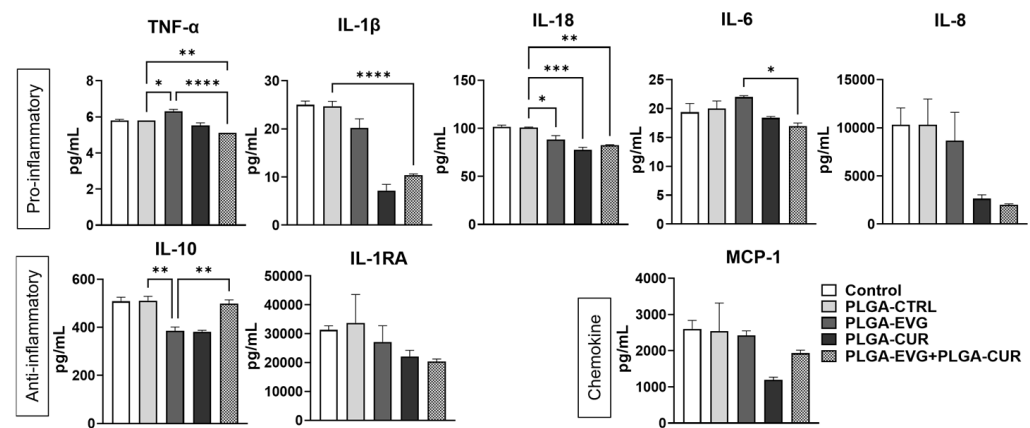 TNF-α
IL-1β
IL-18
IL-6
IL-8
Pro-inflammatory
pg/mL
8
6
4
2
0
**
*
****
pg/mL
30
20
10
0
****
pg/mL
150
100
50
0
**
***
*
pg/mL
25
20
15
10
5
0
*
pg/mL
15000
10000
5000
0
IL-10
IL-1RA
MCP-1
Anti-inflammatory
pg/mL
600
400
200
0
**
**
pg/mL
50000
40000
30000
20000
10000
0
Chemokine
pg/mL
4000
3000
2000
1000
0
Control
PLGA-CTRL
PLGA-EVG
PLGA-CUR
PLGA-EVG+PLGA-CUR